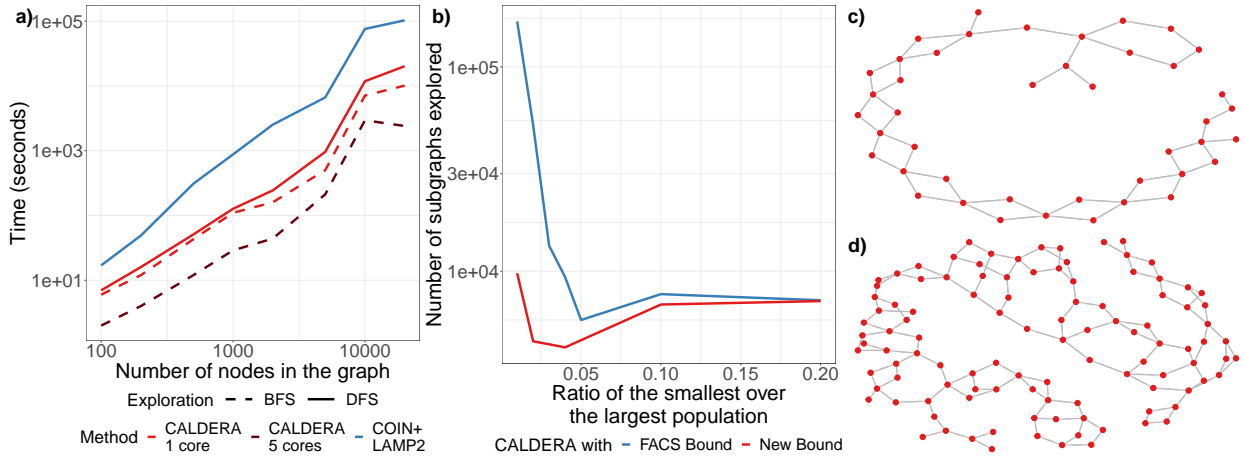 a)
1e+05
1e+03
1e+01
Time (seconds)
100
1000
10000
Number of nodes in the graph
Exploration
BFS
DFS
Method
CALDERA
1 core
CALDERA
5 cores
COIN+
LAMP2
b)
1e+05
3e+04
1e+04
Number of subgraphs explored
0.05
0.10
0.15
0.20
Ratio of the smallest over
the largest population
CALDERA with
FACS Bound
New Bound
c)
d)